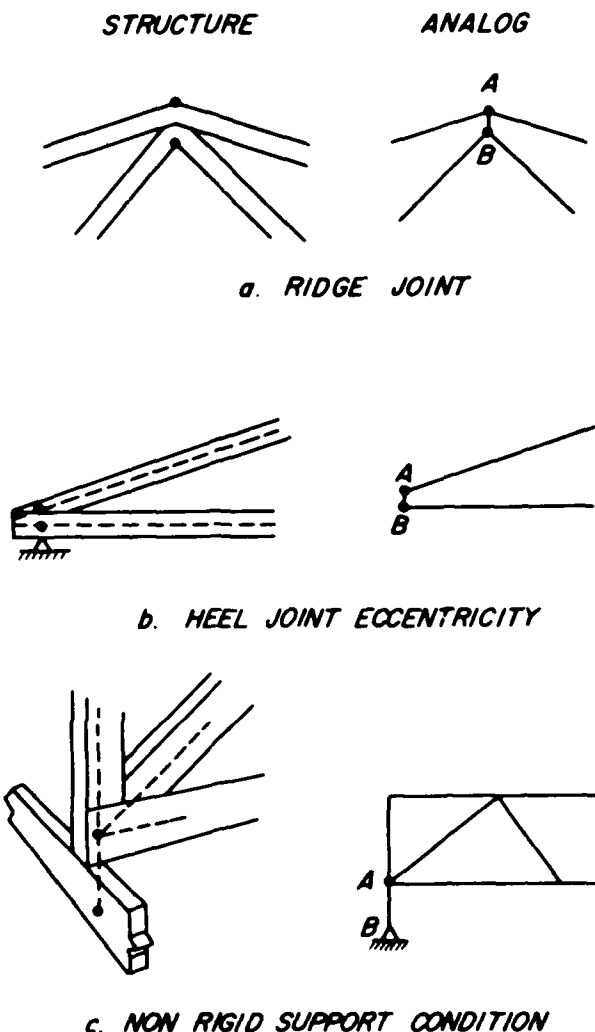 STRUCTURE ANALOG
A
B
a. RIDGE JOINT
A
B
b. HEEL JOINT ECCENTRICITY
A
B
c. NON RIGID SUPPORT CONDITION